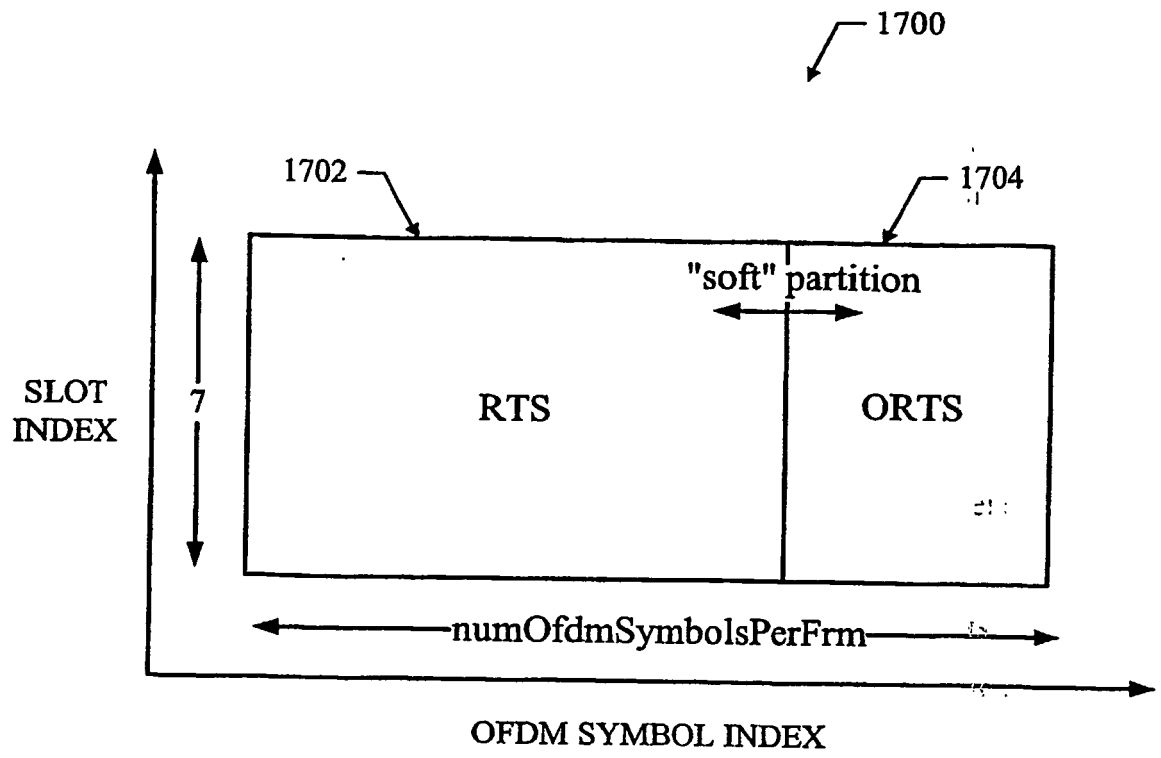 1700
1702
1704
"soft" partition
SLOT
INDEX
7
RTS
ORTS
numOfdmSymbolsPerFrm
OFDM SYMBOL INDEX